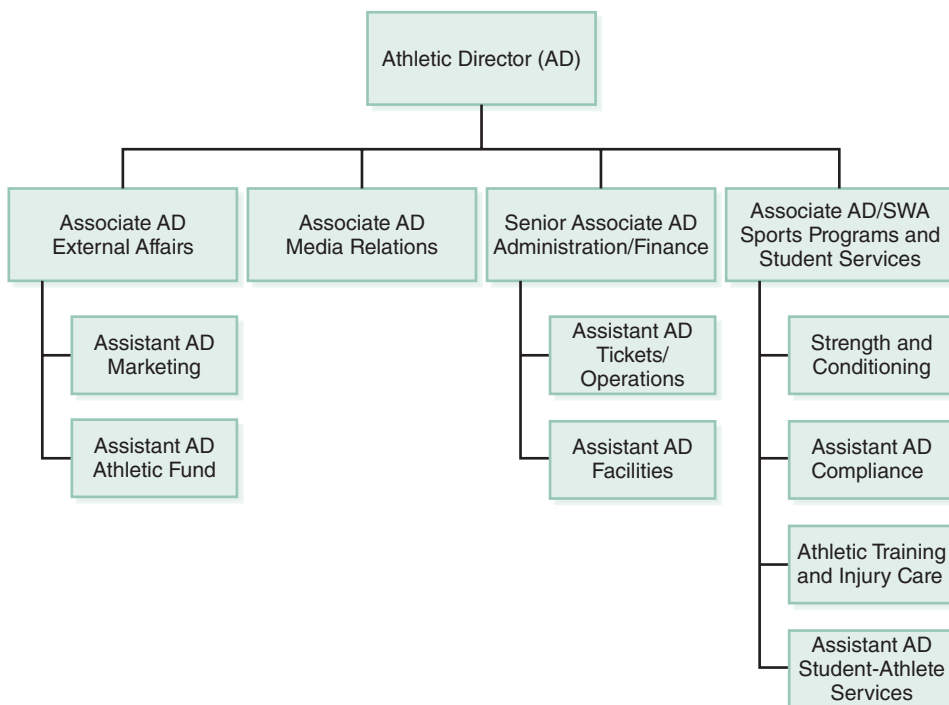 Athletic Director (AD)
Associate AD
External Affairs
Associate AD
Media Relations
Senior Associate AD
Administration/Finance
Associate AD/SWA
Sports Programs and
Student Services
Assistant AD
Marketing
Assistant AD
Athletic Fund
Assistant AD
Tickets/
Operations
Assistant AD
Facilities
Strength and
Conditioning
Assistant AD
Compliance
Athletic Training
and Injury Care
Assistant AD
Student-Athlete
Services